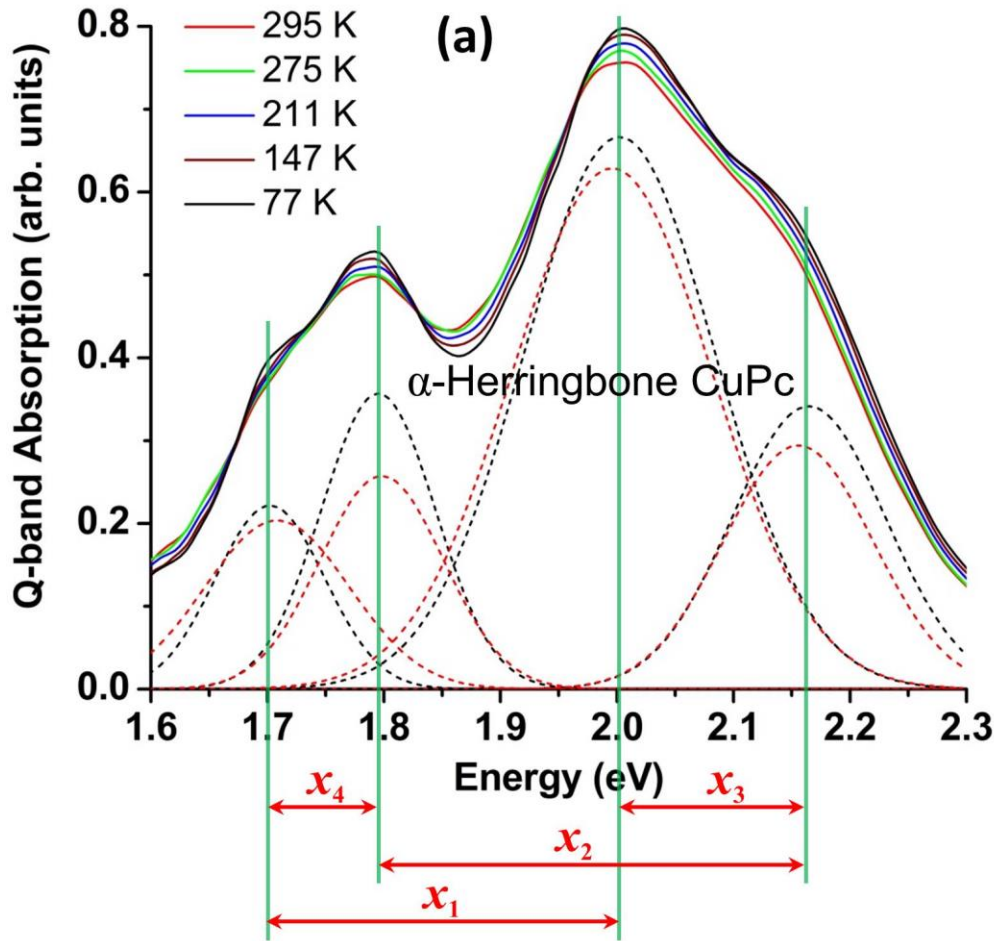 (a)
295 K
275 K
211 K
147 K
77 K
Q-band Absorption (arb. units)
0.8
0.6
0.4
0.2
0.0
α-Herringbone CuPc
1.6 1.7 1.8 1.9 2.0 2.1 2.2 2.3
Energy (eV)
x4
x3
x2
x1